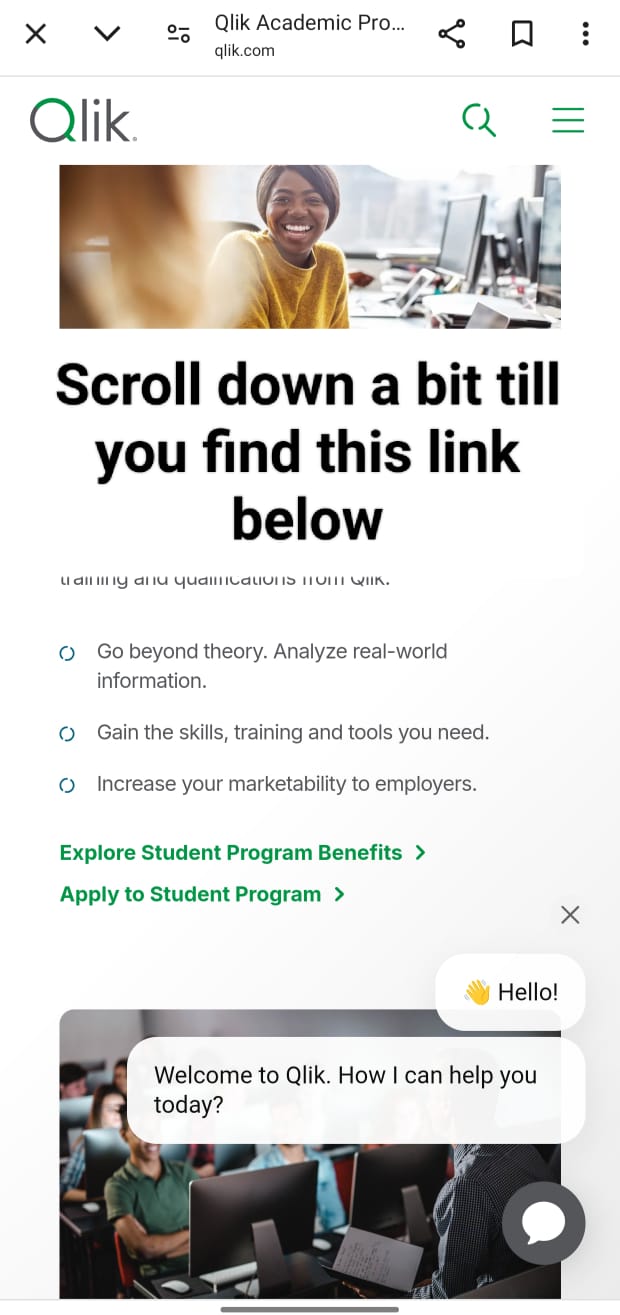 Qlik Academic Pro...
qlik.com
Qlik
Scroll down a bit till
you find this link
below
training and qualifications from Qlik.
Go beyond theory. Analyze real-world
information.
Gain the skills, training and tools you need.
Increase your marketability to employers.
Explore Student Program Benefits
Apply to Student Program
👋 Hello!
Welcome to Qlik. How I can help you
today?